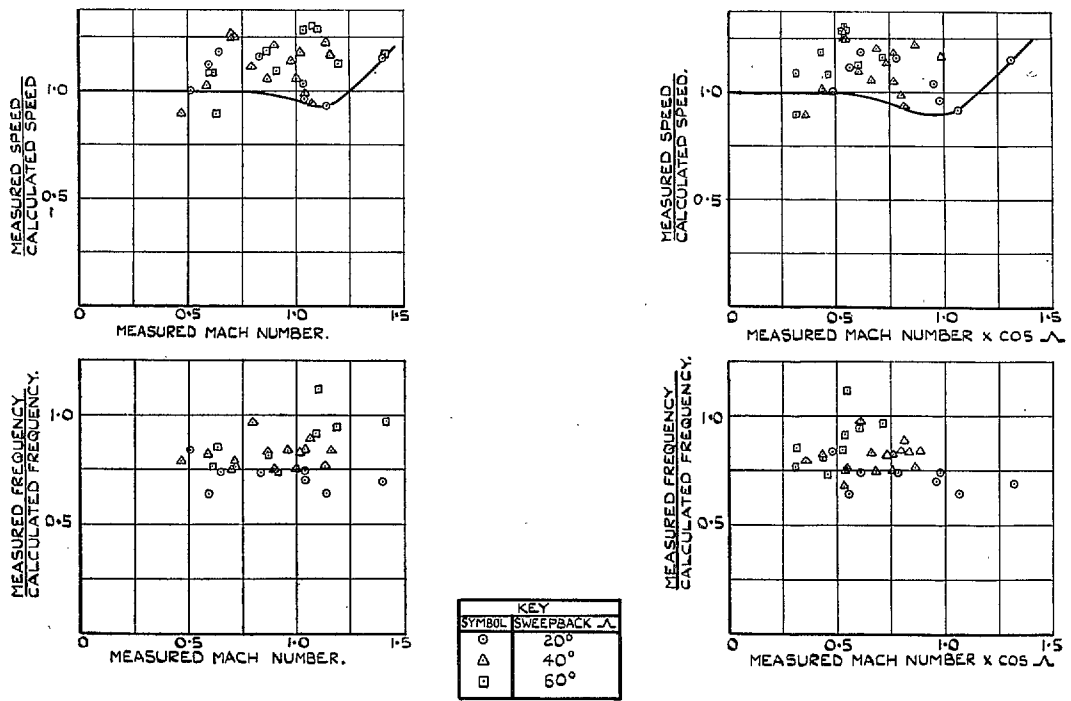 MEASURED SPEED
CALCULATED SPEED
1.0
0.5
0
0.5
1.0
1.5
MEASURED MACH NUMBER.
MEASURED SPEED
CALCULATED SPEED.
1.0
0.5
0
0.5
1.0
1.5
MEASURED MACH NUMBER X COS Λ
MEASURED FREQUENCY
CALCULATED FREQUENCY.
1.0
0.5
0
0.5
1.0
1.5
MEASURED MACH NUMBER.
MEASURED FREQUENCY
CALCULATED FREQUENCY.
1.0
0.5
0
0.5
1.0
1.5
MEASURED MACH NUMBER X COS Λ
KEY
SYMBOL SWEEPBACK Λ
20°
40°
60°